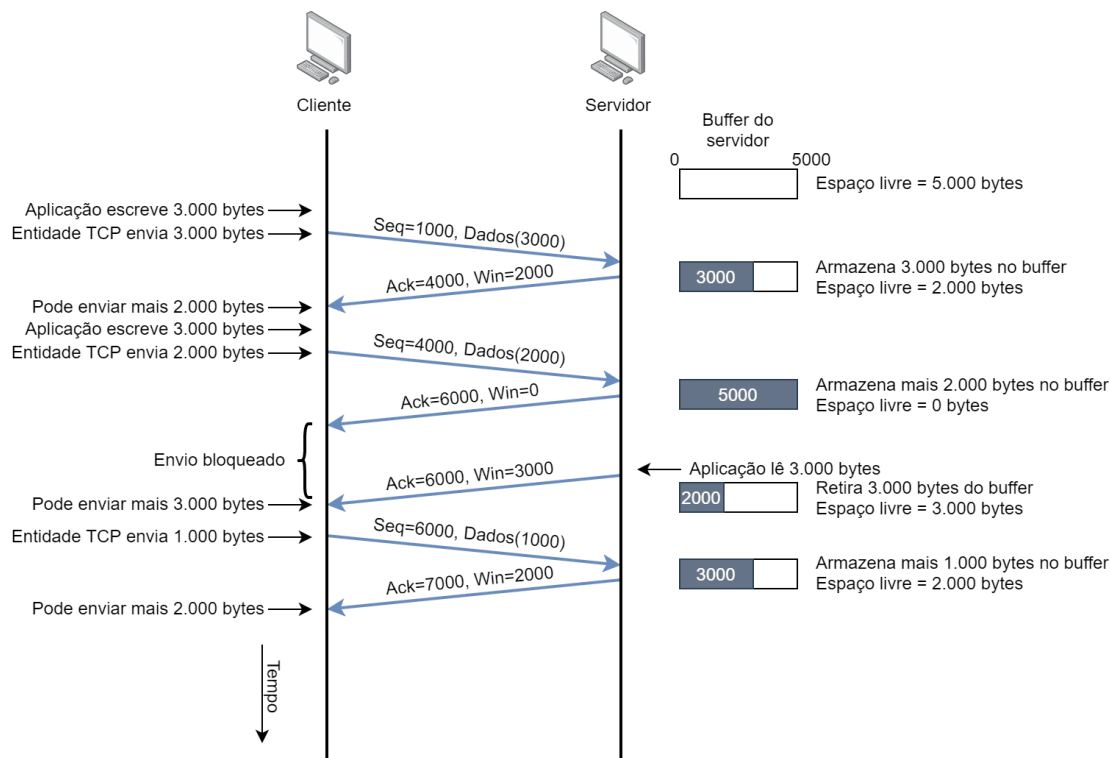 Cliente
Servidor
Buffer do
servidor
0 5000
Espaço livre = 5.000 bytes
Aplicação escreve 3.000 bytes
Entidade TCP envia 3.000 bytes
Seq=1000, Dados(3000)
3000
Armazena 3.000 bytes no buffer
Espaço livre = 2.000 bytes
Ack=4000, Win=2000
Pode enviar mais 2.000 bytes
Aplicação escreve 3.000 bytes
Entidade TCP envia 2.000 bytes
Seq=4000, Dados(2000)
5000
Armazena mais 2.000 bytes no buffer
Espaço livre = 0 bytes
Ack=6000, Win=0
Envio bloqueado
Aplicação lê 3.000 bytes
Ack=6000, Win=3000
2000
Retira 3.000 bytes do buffer
Espaço livre = 3.000 bytes
Pode enviar mais 3.000 bytes
Entidade TCP envia 1.000 bytes
Seq=6000, Dados(1000)
3000
Armazena mais 1.000 bytes no buffer
Espaço livre = 2.000 bytes
Ack=7000, Win=2000
Pode enviar mais 2.000 bytes
Tempo